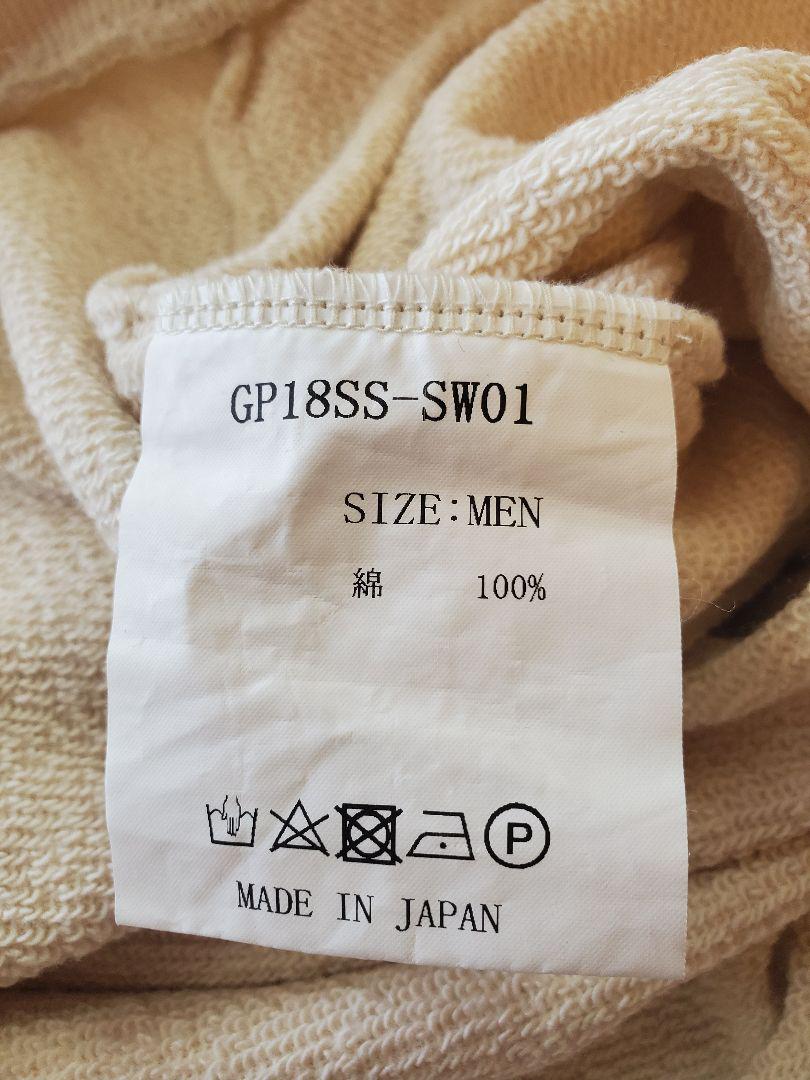 GP18SS-SW01
SIZE:MEN
綿 100%
P
MADE IN JAPAN